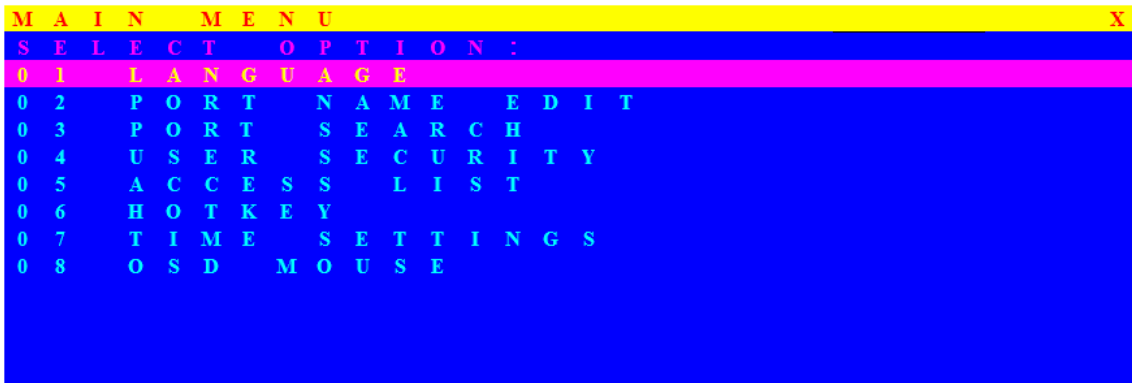 MAIN MENU X
SELECT OPTION:
01 LANGUAGE
02 PORT NAME EDIT
03 PORT SEARCH
04 USER SECURITY
05 ACCESS LIST
06 HOTKEY
07 TIME SETTINGS
08 OSD MOUSE